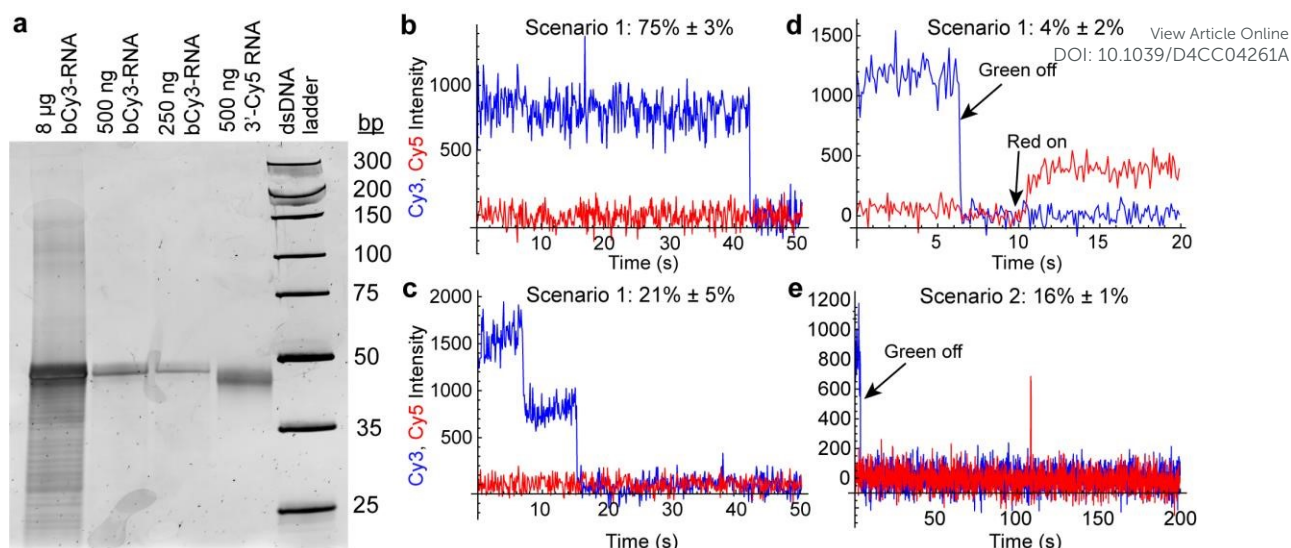 a
8 µg
bCy3-RNA
500 ng
bCy3-RNA
250 ng
bCy3-RNA
500 ng
3'-Cy5 RNA
dsDNA
ladder
bp
300
200
150
100
75
50
35
25
b
Scenario 1: 75% ± 3%
Cy3, Cy5 Intensity
1000
500
10 20 30 40 50
Time (s)
c
Scenario 1: 21% ± 5%
Cy3, Cy5 Intensity
2000
1500
1000
500
10 20 30 40 50
Time (s)
d
Scenario 1: 4% ± 2%
View Article Online
DOI: 10.1039/D4CC04261A
1500
1000
500
0
Green off
Red on
5 10 15 20
Time (s)
e
Scenario 2: 16% ± 1%
1200
1000
800
600
400
200
0
Green off
50 100 150 200
Time (s)